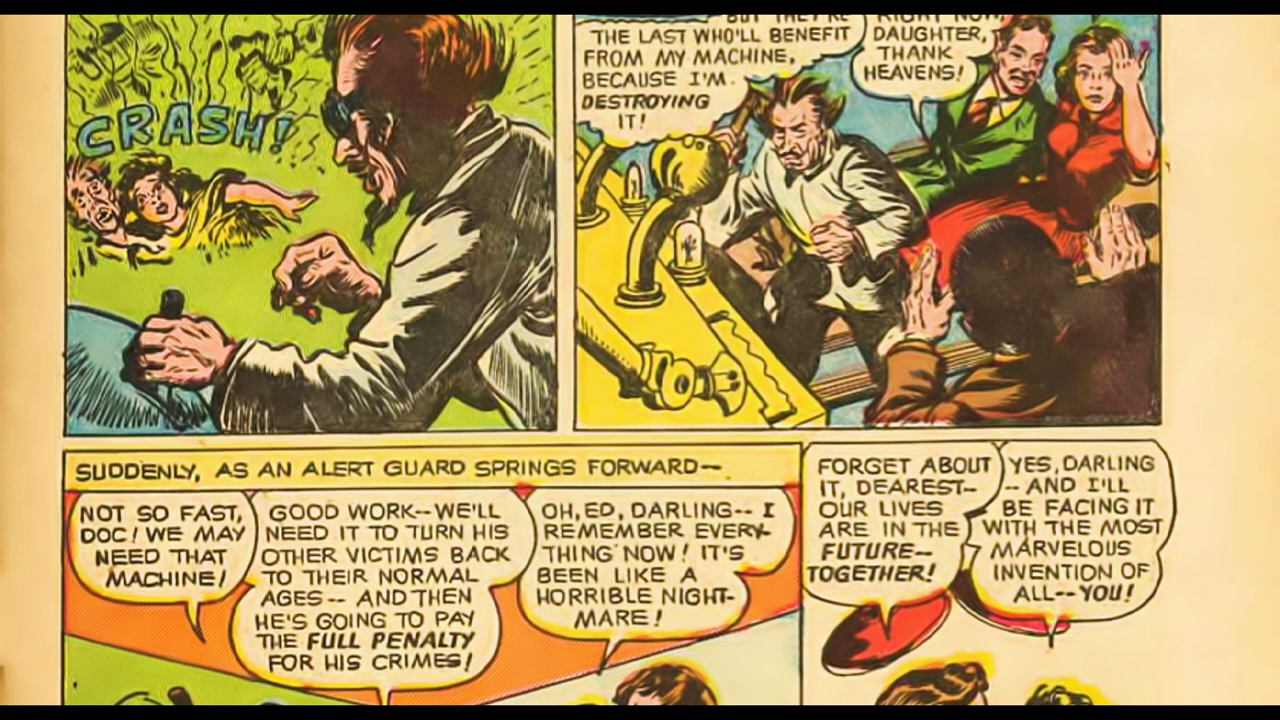 CRASH!
BUT THEY'RE
THE LAST WHO'LL BENEFIT
FROM MY MACHINE,
BECAUSE I'M
DESTROYING
IT!
RIGHT NOW,
DAUGHTER,
THANK
HEAVENS!
SUDDENLY, AS AN ALERT GUARD SPRINGS FORWARD--
NOT SO FAST,
DOC! WE MAY
NEED THAT
MACHINE!
GOOD WORK--WE'LL
NEED IT TO TURN HIS
OTHER VICTIMS BACK
TO THEIR NORMAL
AGES-- AND THEN
HE'S GOING TO PAY
THE FULL PENALTY
FOR HIS CRIMES!
OH, ED, DARLING-- I
REMEMBER EVERY-
THING NOW! IT'S
BEEN LIKE A
HORRIBLE NIGHT-
MARE!
FORGET ABOUT
IT, DEAREST--
OUR LIVES
ARE IN THE
FUTURE--
TOGETHER!
YES, DARLING
-- AND I'LL
BE FACING IT
WITH THE MOST
MARVELOUS
INVENTION OF
ALL--YOU!